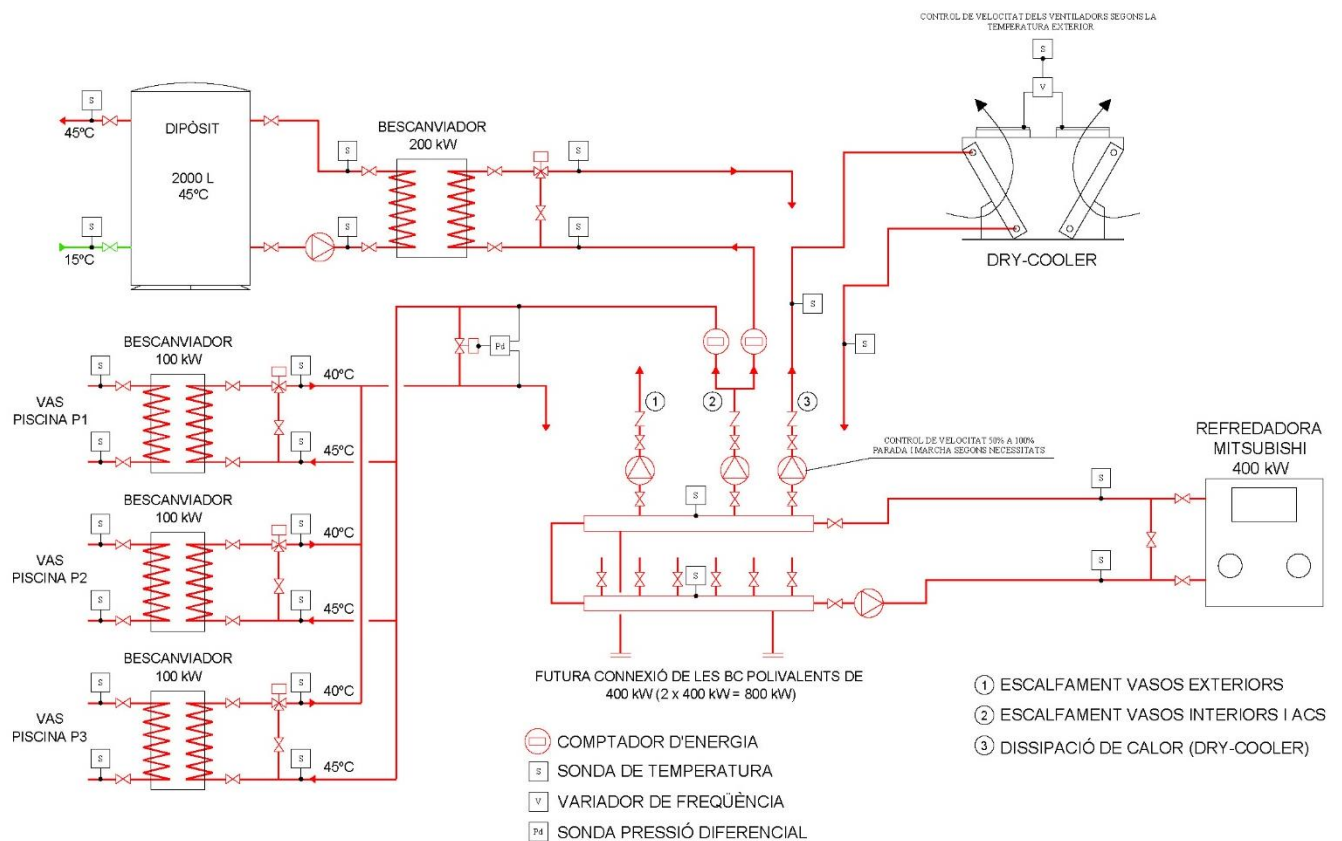 CONTROL DE VELOCITAT DELS VENTILADORS SEGONS LA
TEMPERATURA EXTERIOR
S
V
DRY-COOLER
S
S
S
45ºC
DIPÒSIT
2000 L
45ºC
S
15ºC
BESCANVIADOR
200 kW
S
S
S
S
BESCANVIADOR
100 kW
S
S
40ºC
VAS
PISCINA P1
S
S
45ºC
Pd
BESCANVIADOR
100 kW
S
S
40ºC
VAS
PISCINA P2
S
S
45ºC
BESCANVIADOR
100 kW
S
S
40ºC
VAS
PISCINA P3
S
S
45ºC
1
2
3
CONTROL DE VELOCITAT 50% A 100%
PARADA I MARCHA SEGONS NECESSITATS
REFREDADORA
MITSUBISHI
400 kW
S
S
S
S
FUTURA CONNEXIÓ DE LES BC POLIVALENTS DE
400 kW (2 x 400 kW = 800 kW)
COMPTADOR D'ENERGIA
S SONDA DE TEMPERATURA
V VARIADOR DE FREQÜÈNCIA
Pd SONDA PRESSIÓ DIFERENCIAL
1 ESCALFAMENT VASOS EXTERIORS
2 ESCALFAMENT VASOS INTERIORS I ACS
3 DISSIPACIÓ DE CALOR (DRY-COOLER)